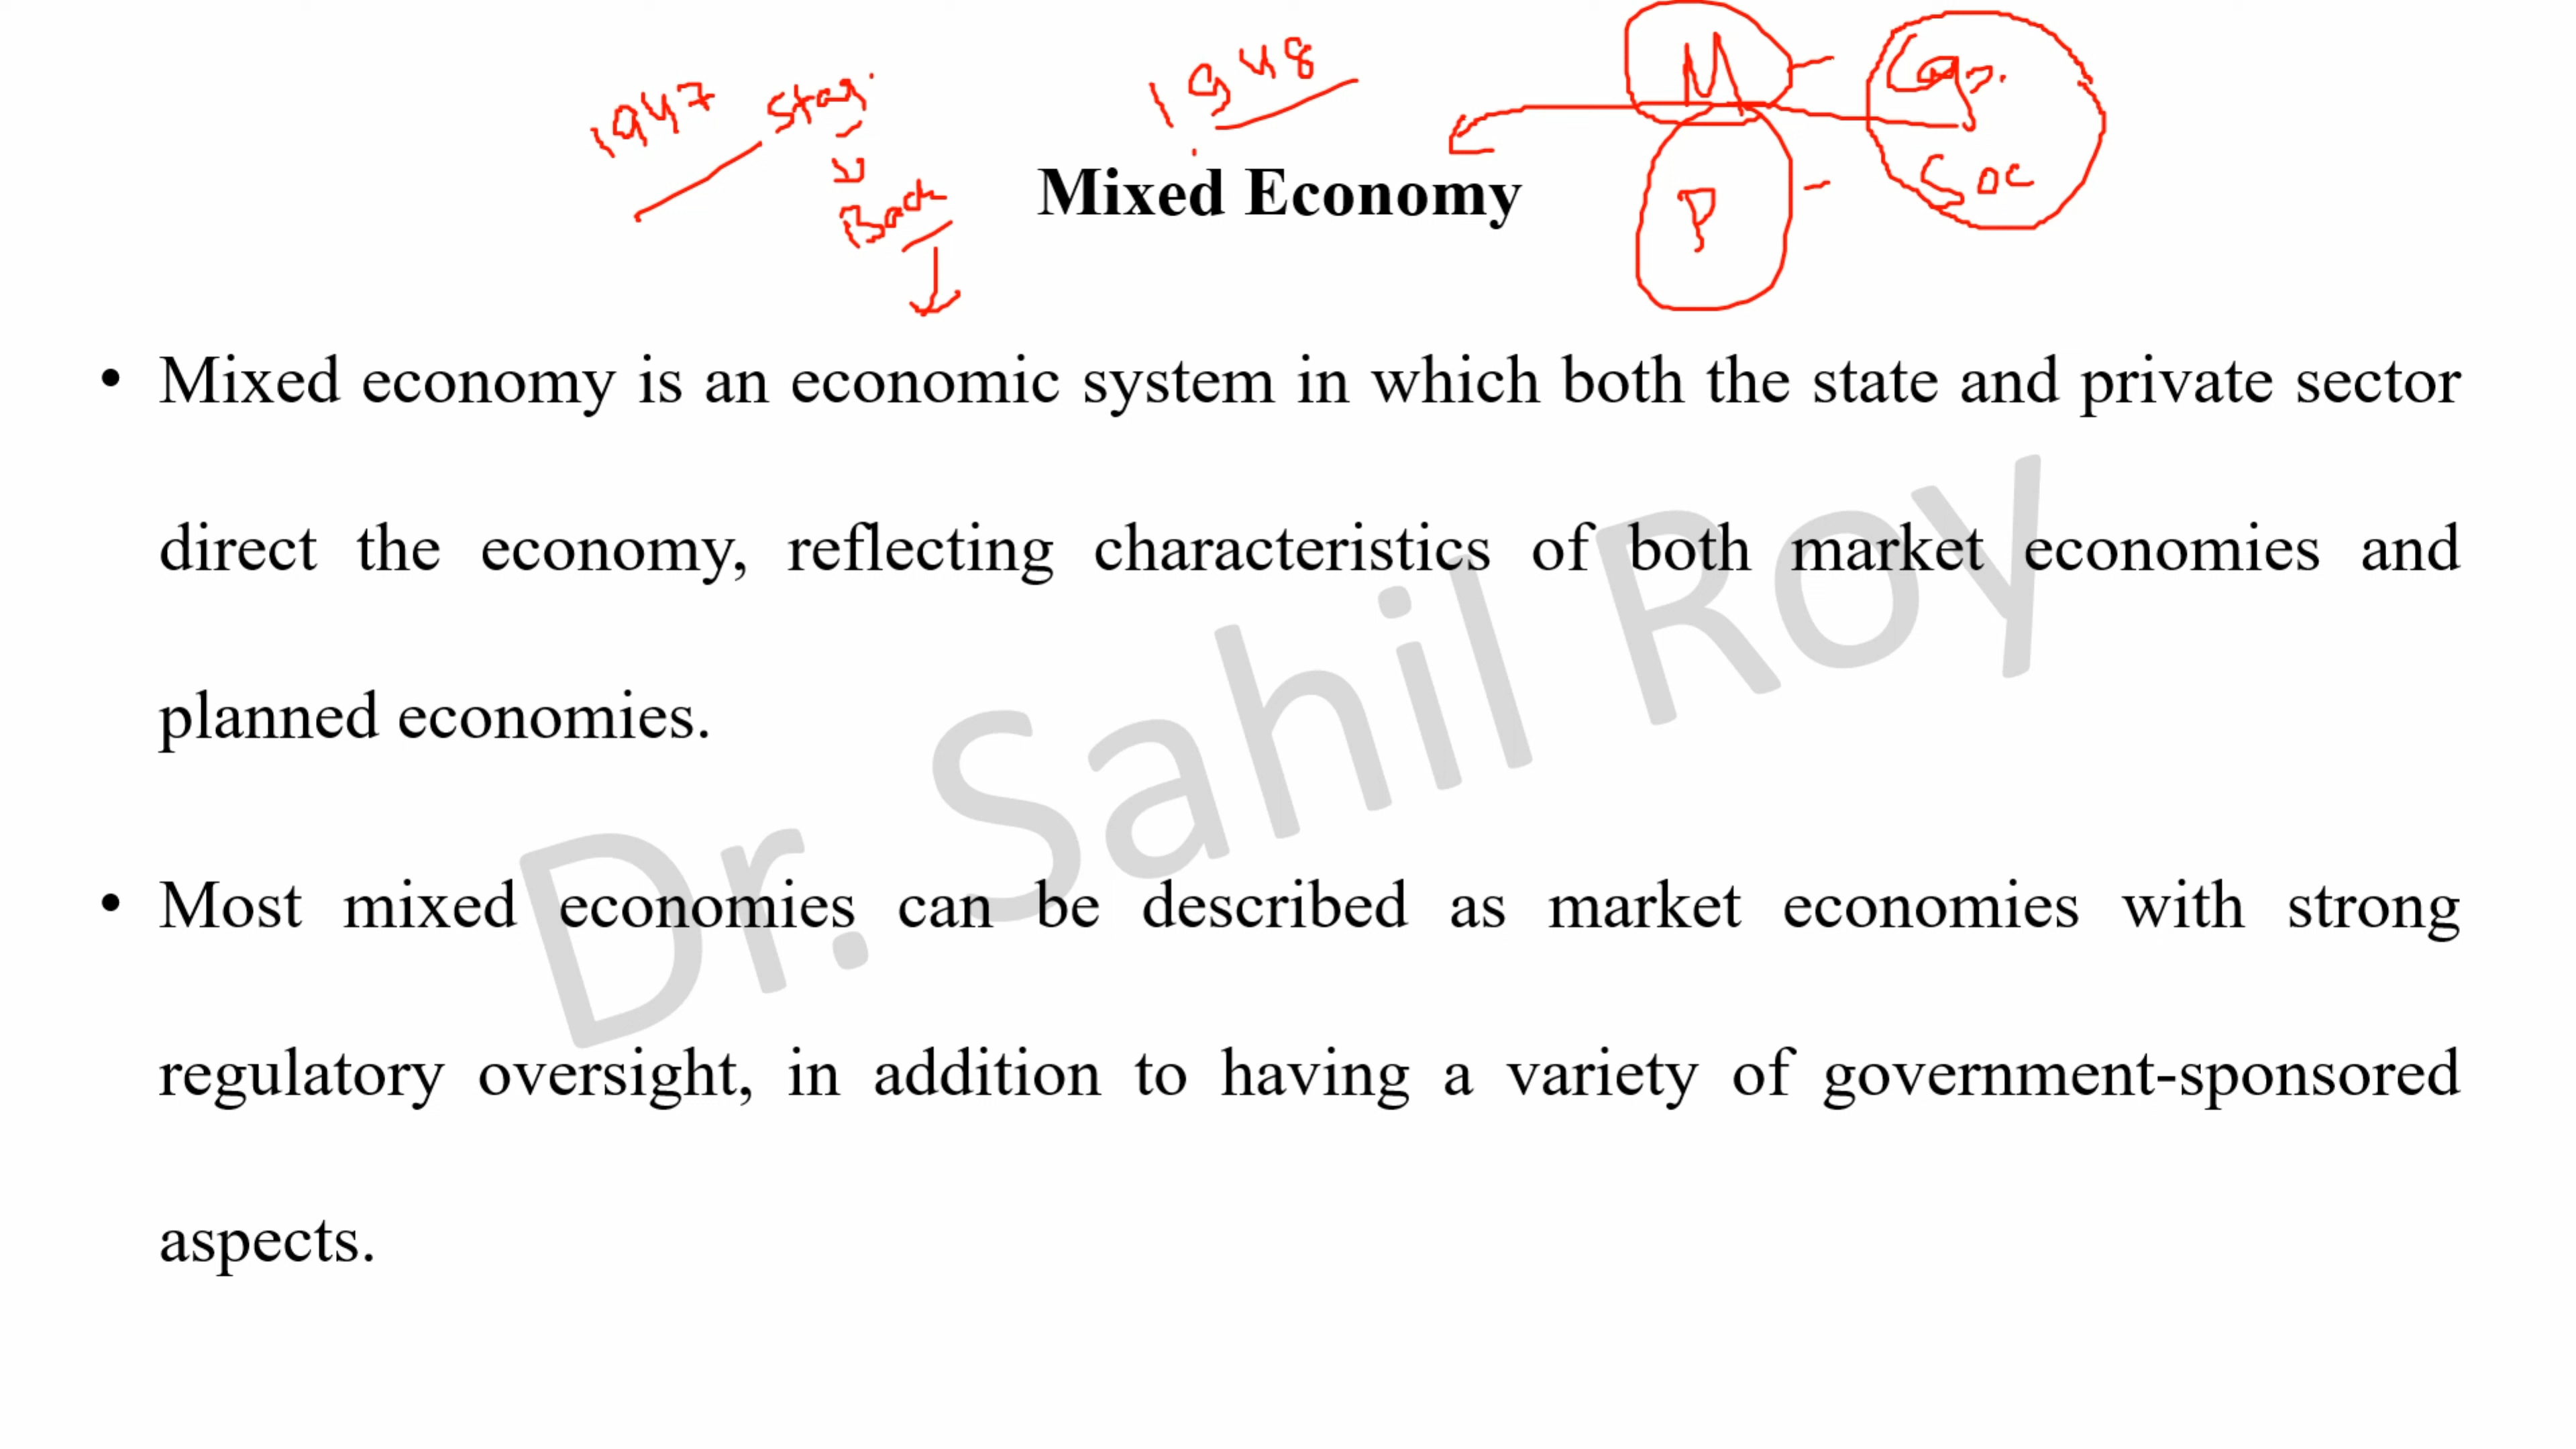 1947 Stag.
1948
M
Cap.
Soc
Back
P
Mixed Economy
• Mixed economy is an economic system in which both the state and private sector
direct the economy, reflecting characteristics of both market economies and
planned economies.
• Most mixed economies can be described as market economies with strong
regulatory oversight, in addition to having a variety of government-sponsored
aspects.
Dr. Sahil Roy